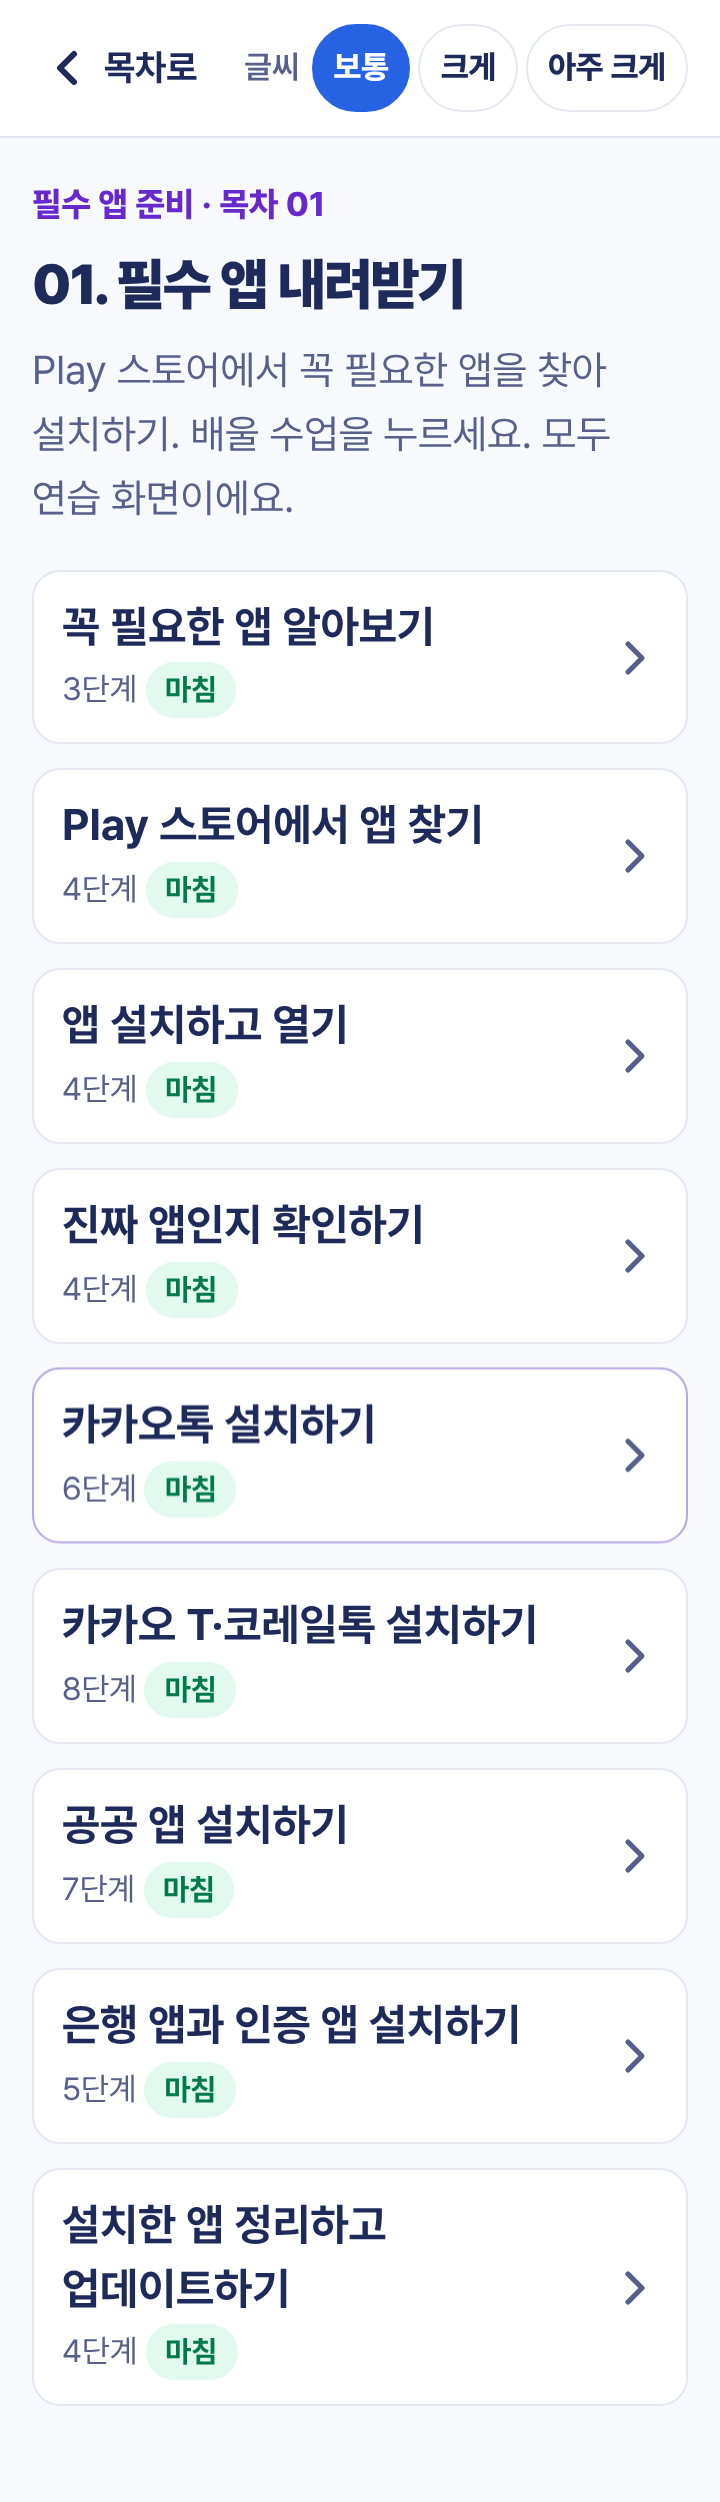 목차로 글씨 보통 크게 아주 크게
필수 앱 준비 · 목차 01
01. 필수 앱 내려받기
Play 스토어에서 꼭 필요한 앱을 찾아
설치하기. 배울 수업을 누르세요. 모두
연습 화면이에요.
꼭 필요한 앱 알아보기
3단계 마침
Play 스토어에서 앱 찾기
4단계 마침
앱 설치하고 열기
4단계 마침
진짜 앱인지 확인하기
4단계 마침
카카오톡 설치하기
6단계 마침
카카오 T·코레일톡 설치하기
8단계 마침
공공 앱 설치하기
7단계 마침
은행 앱과 인증 앱 설치하기
5단계 마침
설치한 앱 정리하고
업데이트하기
4단계 마침